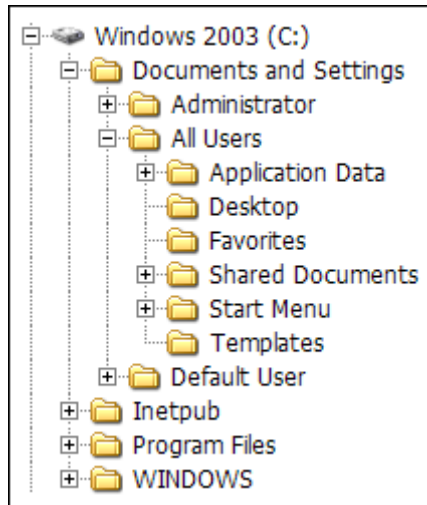 Windows 2003 (C:)
Documents and Settings
Administrator
All Users
Application Data
Desktop
Favorites
Shared Documents
Start Menu
Templates
Default User
Inetpub
Program Files
WINDOWS